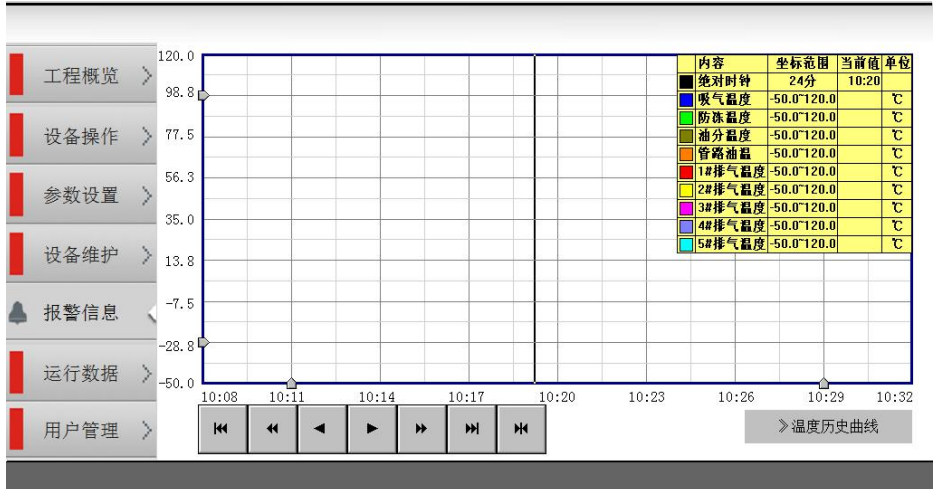 工程概览
设备操作
参数设置
设备维护
报警信息
运行数据
用户管理
120.0
98.8
77.5
56.3
35.0
13.8
-7.5
-28.8
-50.0
内容 坐标范围 当前值 单位
绝对时钟 24分 10:20
吸气温度 -50.0~120.0 ℃
防冻温度 -50.0~120.0 ℃
油分温度 -50.0~120.0 ℃
管路油温 -50.0~120.0 ℃
1#排气温度 -50.0~120.0 ℃
2#排气温度 -50.0~120.0 ℃
3#排气温度 -50.0~120.0 ℃
4#排气温度 -50.0~120.0 ℃
5#排气温度 -50.0~120.0 ℃
10:08 10:11 10:14 10:17 10:20 10:23 10:26 10:29 10:32
》温度历史曲线